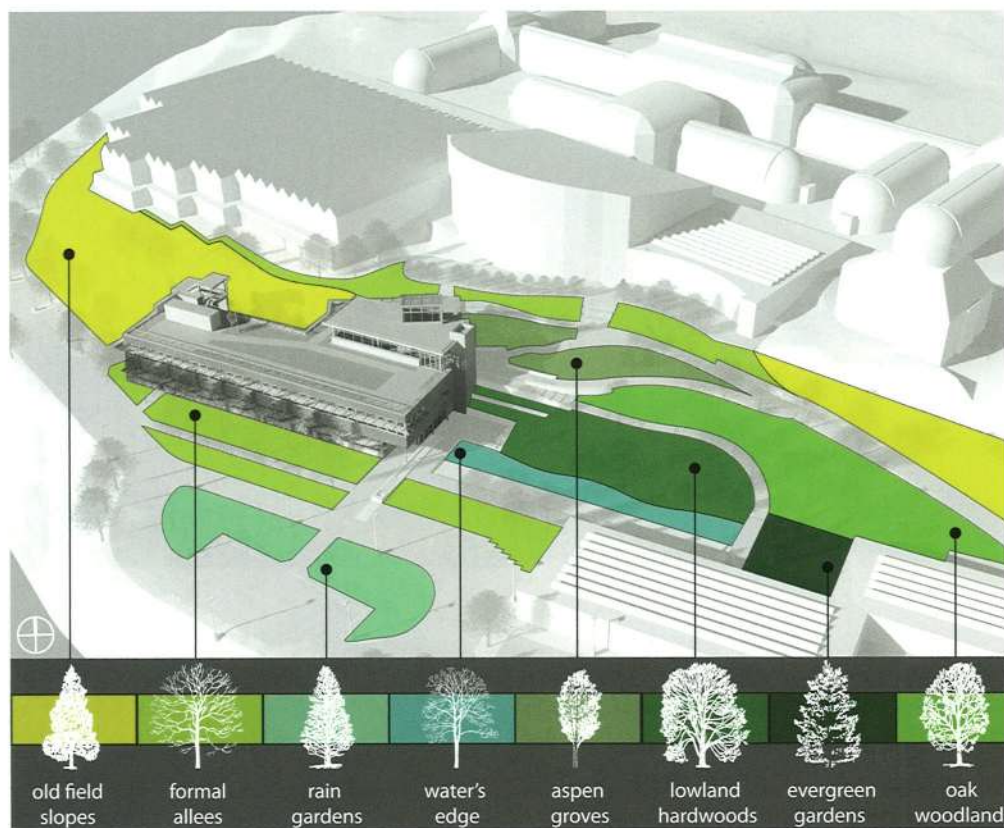 old field
slopes
formal
allees
rain
gardens
water's
edge
aspen
groves
lowland
hardwoods
evergreen
gardens
oak
woodland